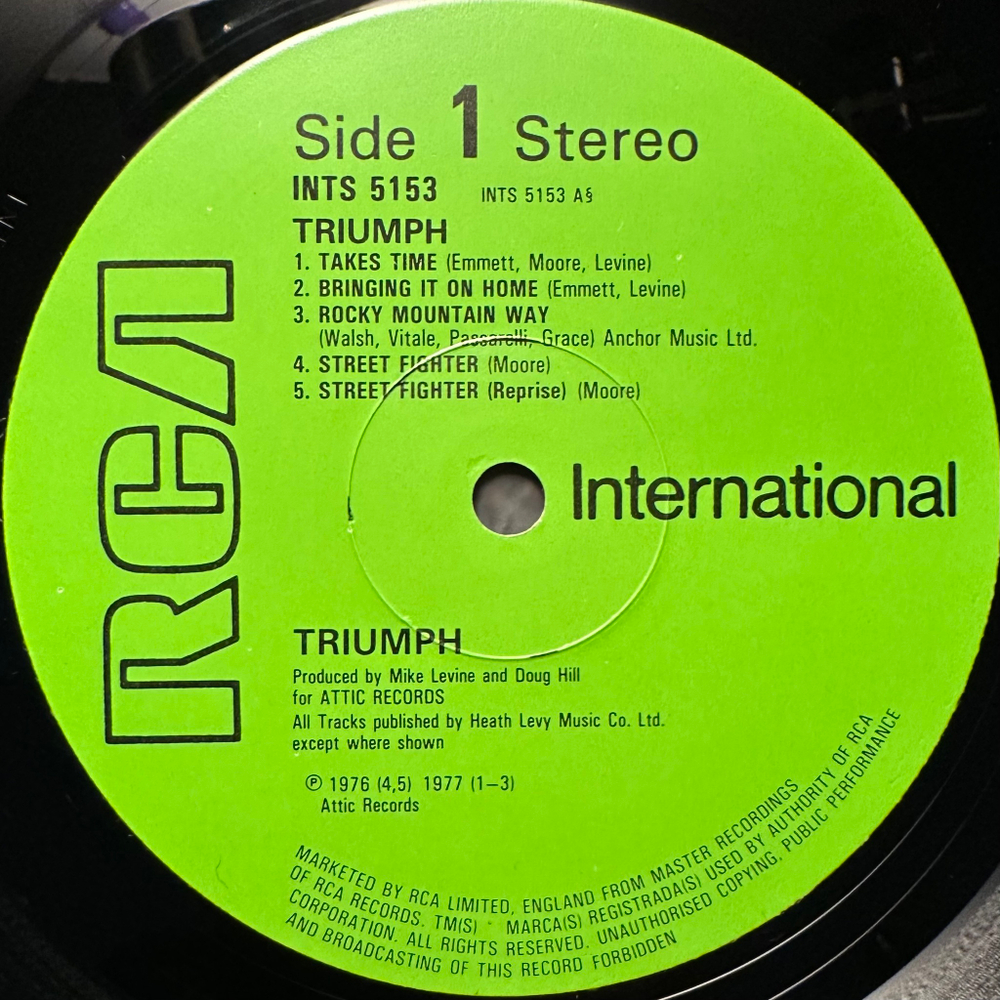 Side 1 Stereo
INTS 5153 INTS 5153 A§
TRIUMPH
1. TAKES TIME (Emmett, Moore, Levine)
2. BRINGING IT ON HOME (Emmett, Levine)
3. ROCKY MOUNTAIN WAY
(Walsh, Vitale, Passarelli, Grace) Anchor Music Ltd.
4. STREET FIGHTER (Moore)
5. STREET FIGHTER (Reprise) (Moore)
RCA
International
TRIUMPH
Produced by Mike Levine and Doug Hill
for ATTIC RECORDS
All Tracks published by Heath Levy Music Co. Ltd.
except where shown
℗ 1976 (4,5) 1977 (1–3)
Attic Records
MARKETED BY RCA LIMITED, ENGLAND FROM MASTER RECORDINGS
OF RCA RECORDS. TM(S) - MARCA(S) REGISTRADA(S) USED BY AUTHORITY OF RCA
CORPORATION. ALL RIGHTS RESERVED. UNAUTHORISED COPYING, PUBLIC PERFORMANCE
AND BROADCASTING OF THIS RECORD FORBIDDEN